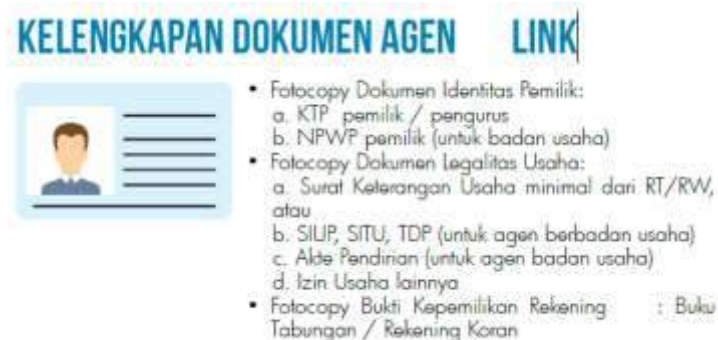 KELENGKAPAN DOKUMEN AGEN LINK
• Fotocopy Dokumen Identitas Pemilik:
a. KTP pemilik / pengurus
b. NPWP pemilik (untuk badan usaha)
• Fotocopy Dokumen Legalitas Usaha:
a. Surat Keterangan Usaha minimal dari RT/RW,
atau
b. SIUP, SITU, TDP (untuk agen berbadan usaha)
c. Akte Pendirian (untuk agen badan usaha)
d. Izin Usaha lainnya
• Fotocopy Bukti Kepemilikan Rekening : Buku
Tabungan / Rekening Koran